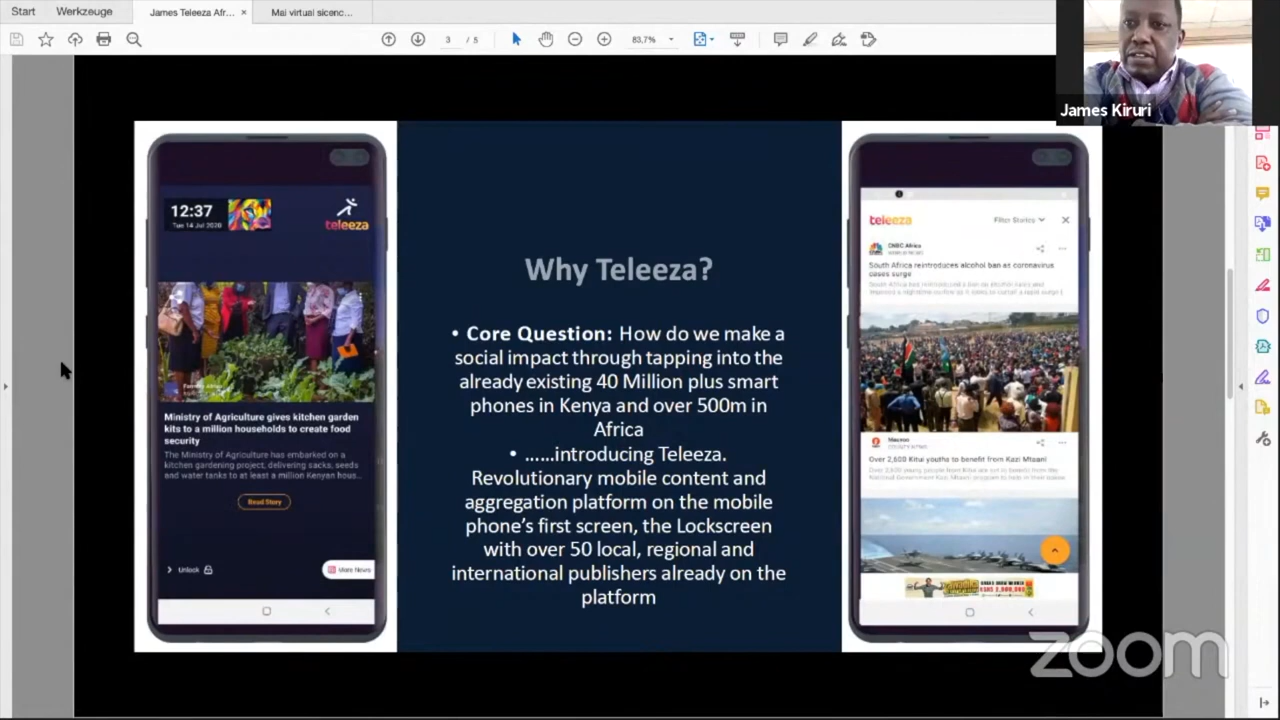 Start Werkzeuge James Teleeza Afr... × Mai virtual sicenc...
3 / 5 83,7%
James Kiruri
12:37
Tue 14 Jul 2020
teleeza
Ministry of Agriculture gives kitchen garden
kits to a million households to create food
security
The Ministry of Agriculture has embarked on a
kitchen gardening project, delivering sacks, seeds
and water tanks to at least a million Kenyan hous...
Read Story
Unlock
More News
Why Teleeza?
• Core Question: How do we make a
social impact through tapping into the
already existing 40 Million plus smart
phones in Kenya and over 500m in
Africa
• ......introducing Teleeza.
Revolutionary mobile content and
aggregation platform on the mobile
phone's first screen, the Lockscreen
with over 50 local, regional and
international publishers already on the
platform
teleeza Filter Stories ×
CNBC Africa
South Africa reintroduces alcohol ban as coronavirus
cases surge
Over 2,600 Kitui youths to benefit from Kazi Mtaani
zoom